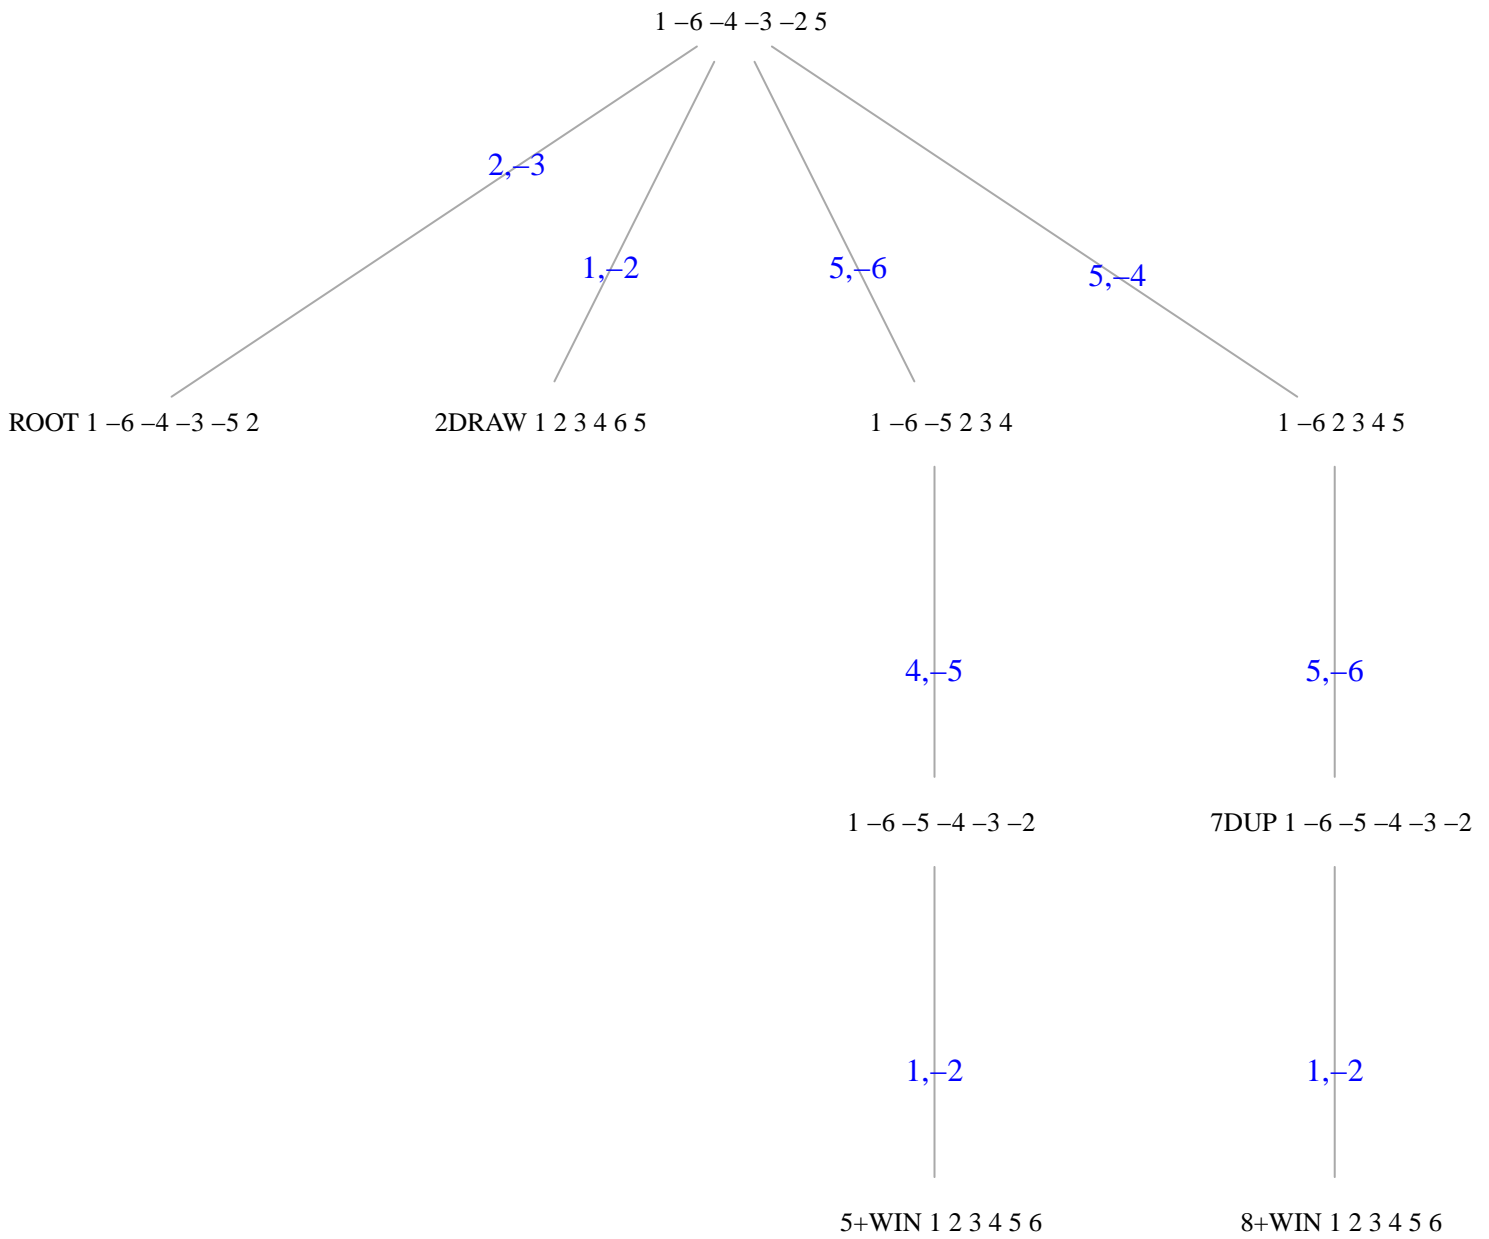 1 –6 –4 –3 –2 5
2,–3
1,–2
5,–6
5,–4
ROOT 1 –6 –4 –3 –5 2
2DRAW 1 2 3 4 6 5
1 –6 –5 2 3 4
1 –6 2 3 4 5
4,–5
5,–6
1 –6 –5 –4 –3 –2
7DUP 1 –6 –5 –4 –3 –2
1,–2
1,–2
5+WIN 1 2 3 4 5 6
8+WIN 1 2 3 4 5 6